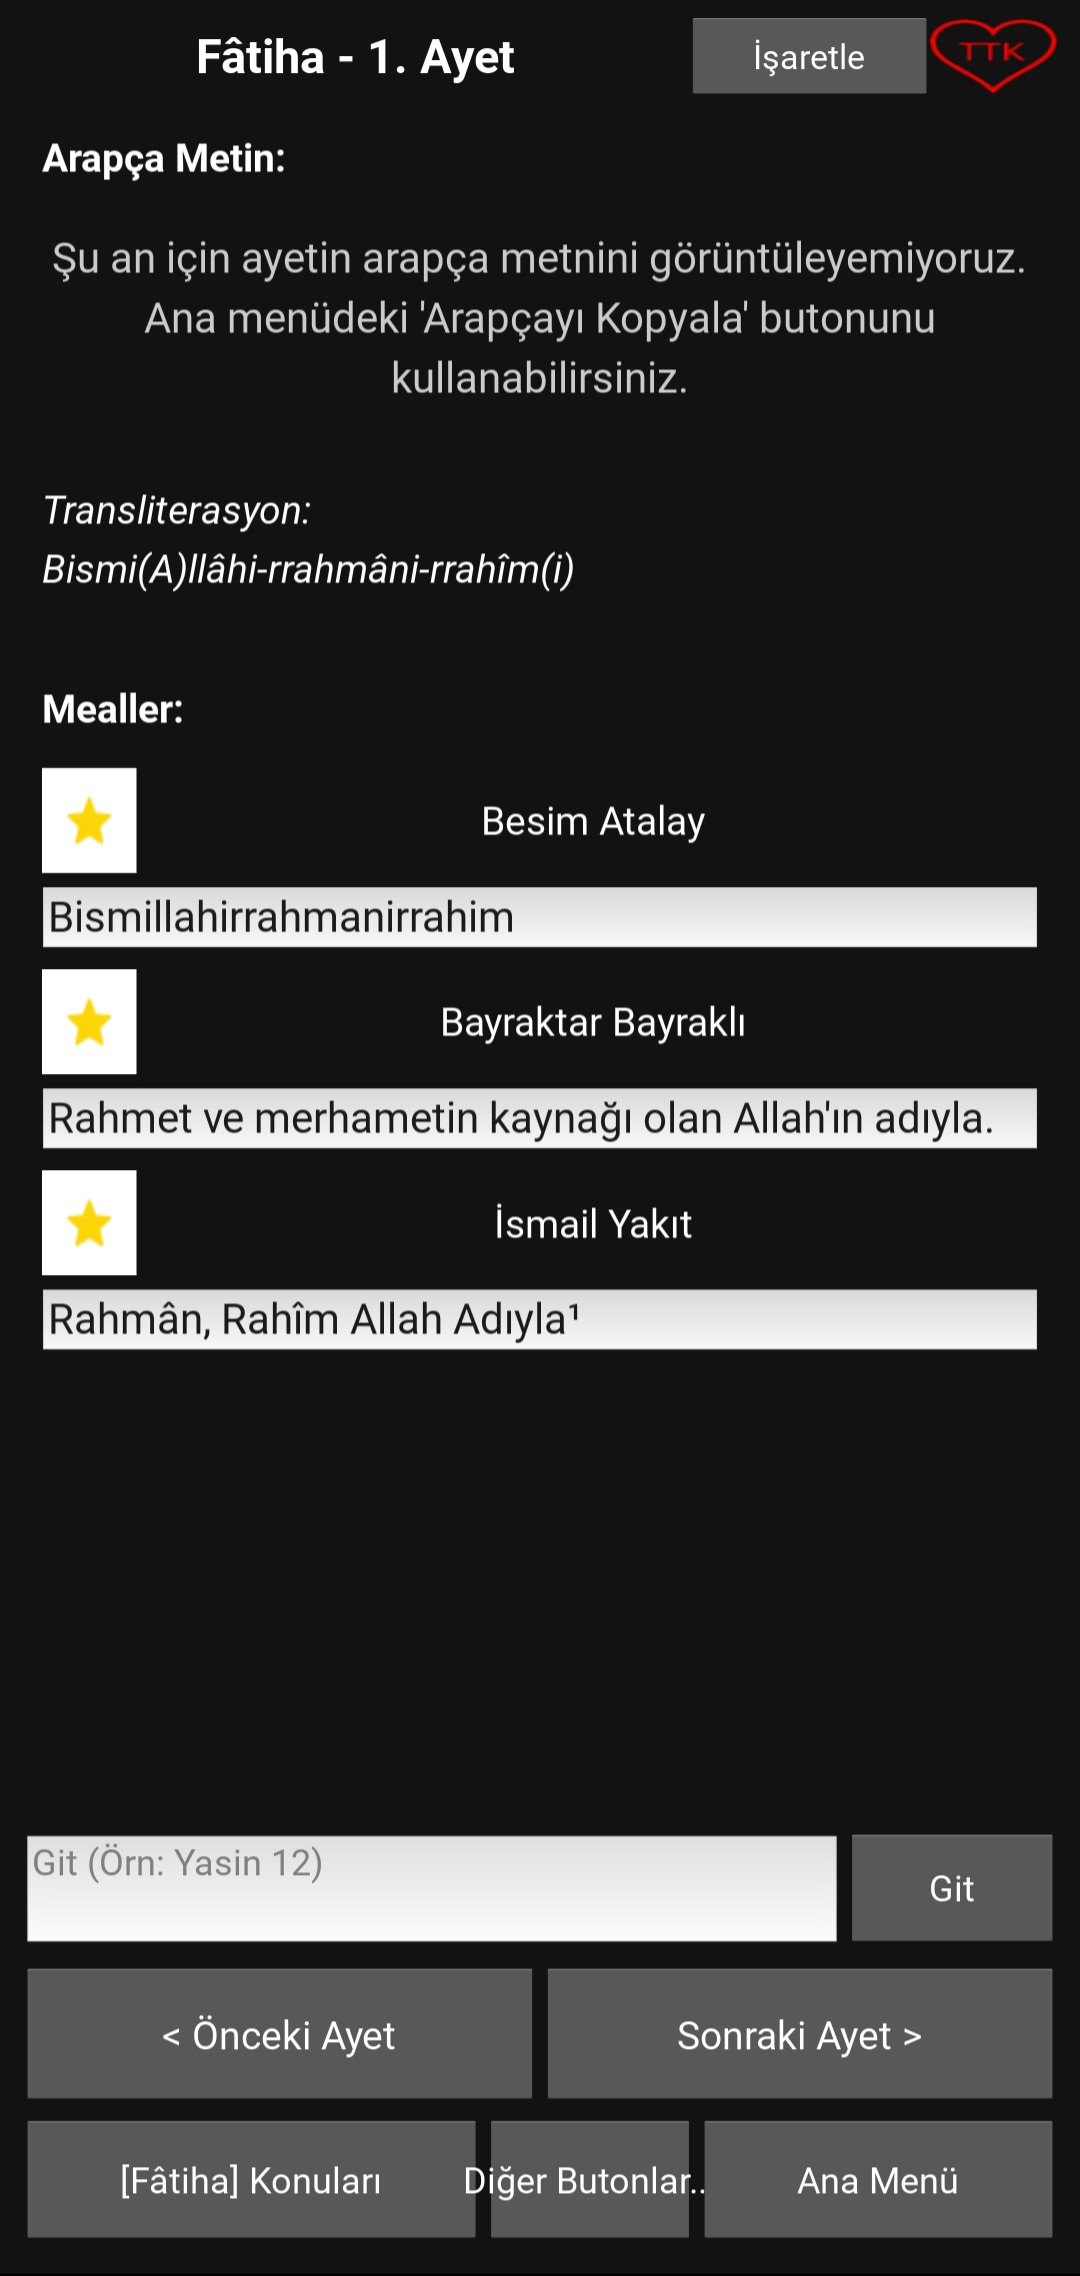 Fâtiha - 1. Ayet
İşaretle
TTK
Arapça Metin:
Şu an için ayetin arapça metnini görüntüleyemiyoruz.
Ana menüdeki 'Arapçayı Kopyala' butonunu
kullanabilirsiniz.
Transliterasyon:
Bismi(A)llâhi-rrahmâni-rrahîm(i)
Mealler:
Besim Atalay
Bismillahirrahmanirrahim
Bayraktar Bayraklı
Rahmet ve merhametin kaynağı olan Allah'ın adıyla.
İsmail Yakıt
Rahmân, Rahîm Allah Adıyla¹
Git (Örn: Yasin 12)
Git
< Önceki Ayet
Sonraki Ayet >
[Fâtiha] Konuları
Diğer Butonlar..
Ana Menü